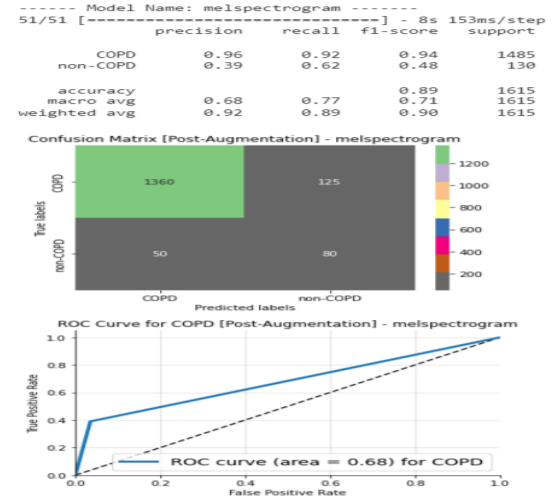 ------ Model Name: melspectrogram -------
51/51 [==============================] - 8s 153ms/step
precision recall f1-score support
COPD 0.96 0.92 0.94 1485
non-COPD 0.39 0.62 0.48 130
accuracy 0.89 1615
macro avg 0.68 0.77 0.71 1615
weighted avg 0.92 0.89 0.90 1615
Confusion Matrix [Post-Augmentation] - melspectrogram
True labels
COPD
non-COPD
1360 125
50 80
COPD non-COPD
Predicted labels
1200
1000
800
600
400
200
ROC Curve for COPD [Post-Augmentation] - melspectrogram
True Positive Rate
1.0
0.8
0.6
0.4
0.2
0.0
ROC curve (area = 0.68) for COPD
0.0 0.2 0.4 0.6 0.8 1.0
False Positive Rate